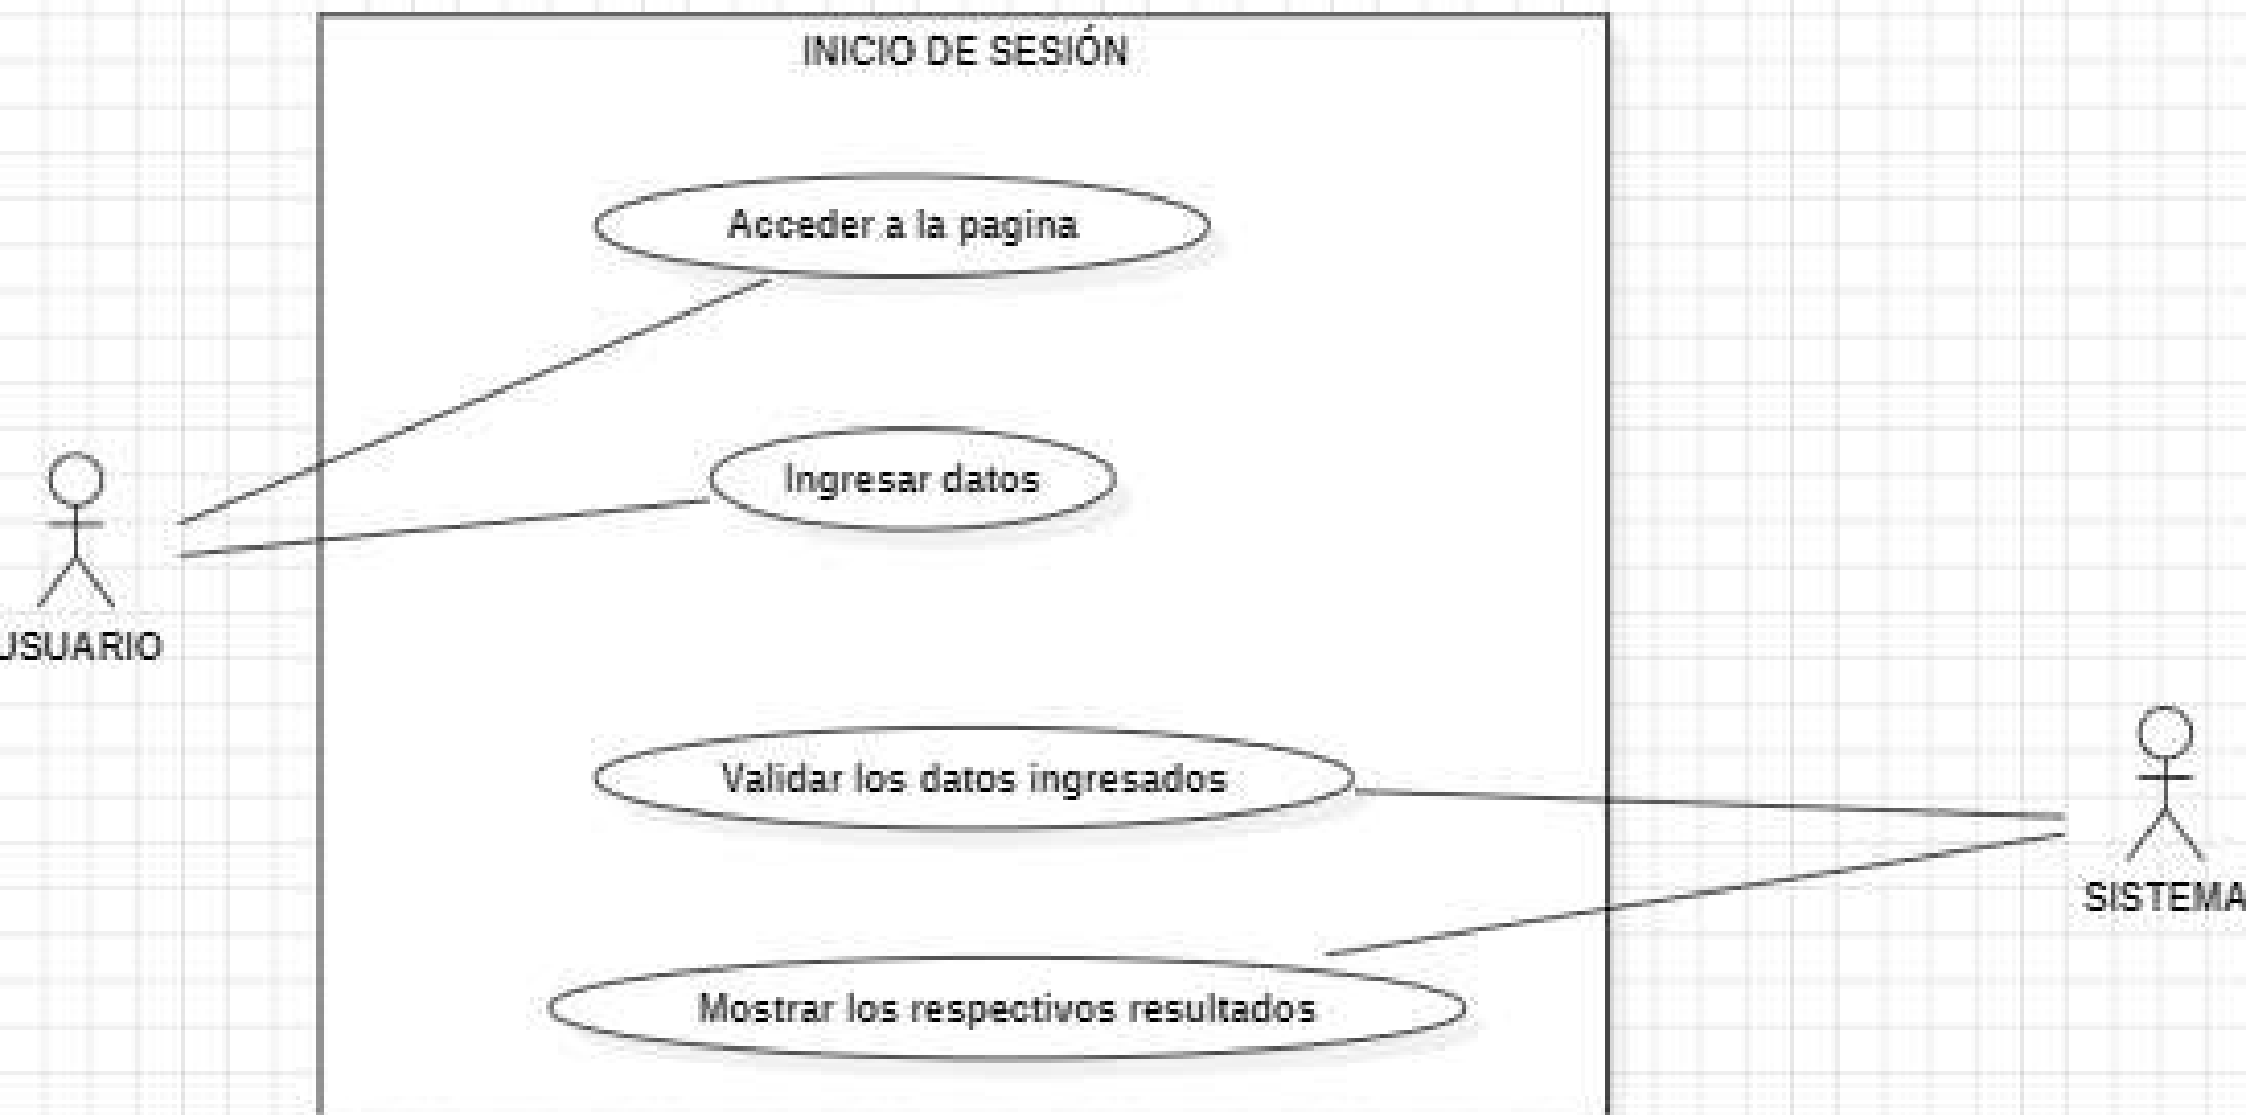 INICIO DE SESIÓN
Acceder a la pagina
Ingresar datos
USUARIO
Validar los datos ingresados
SISTEMA
Mostrar los respectivos resultados